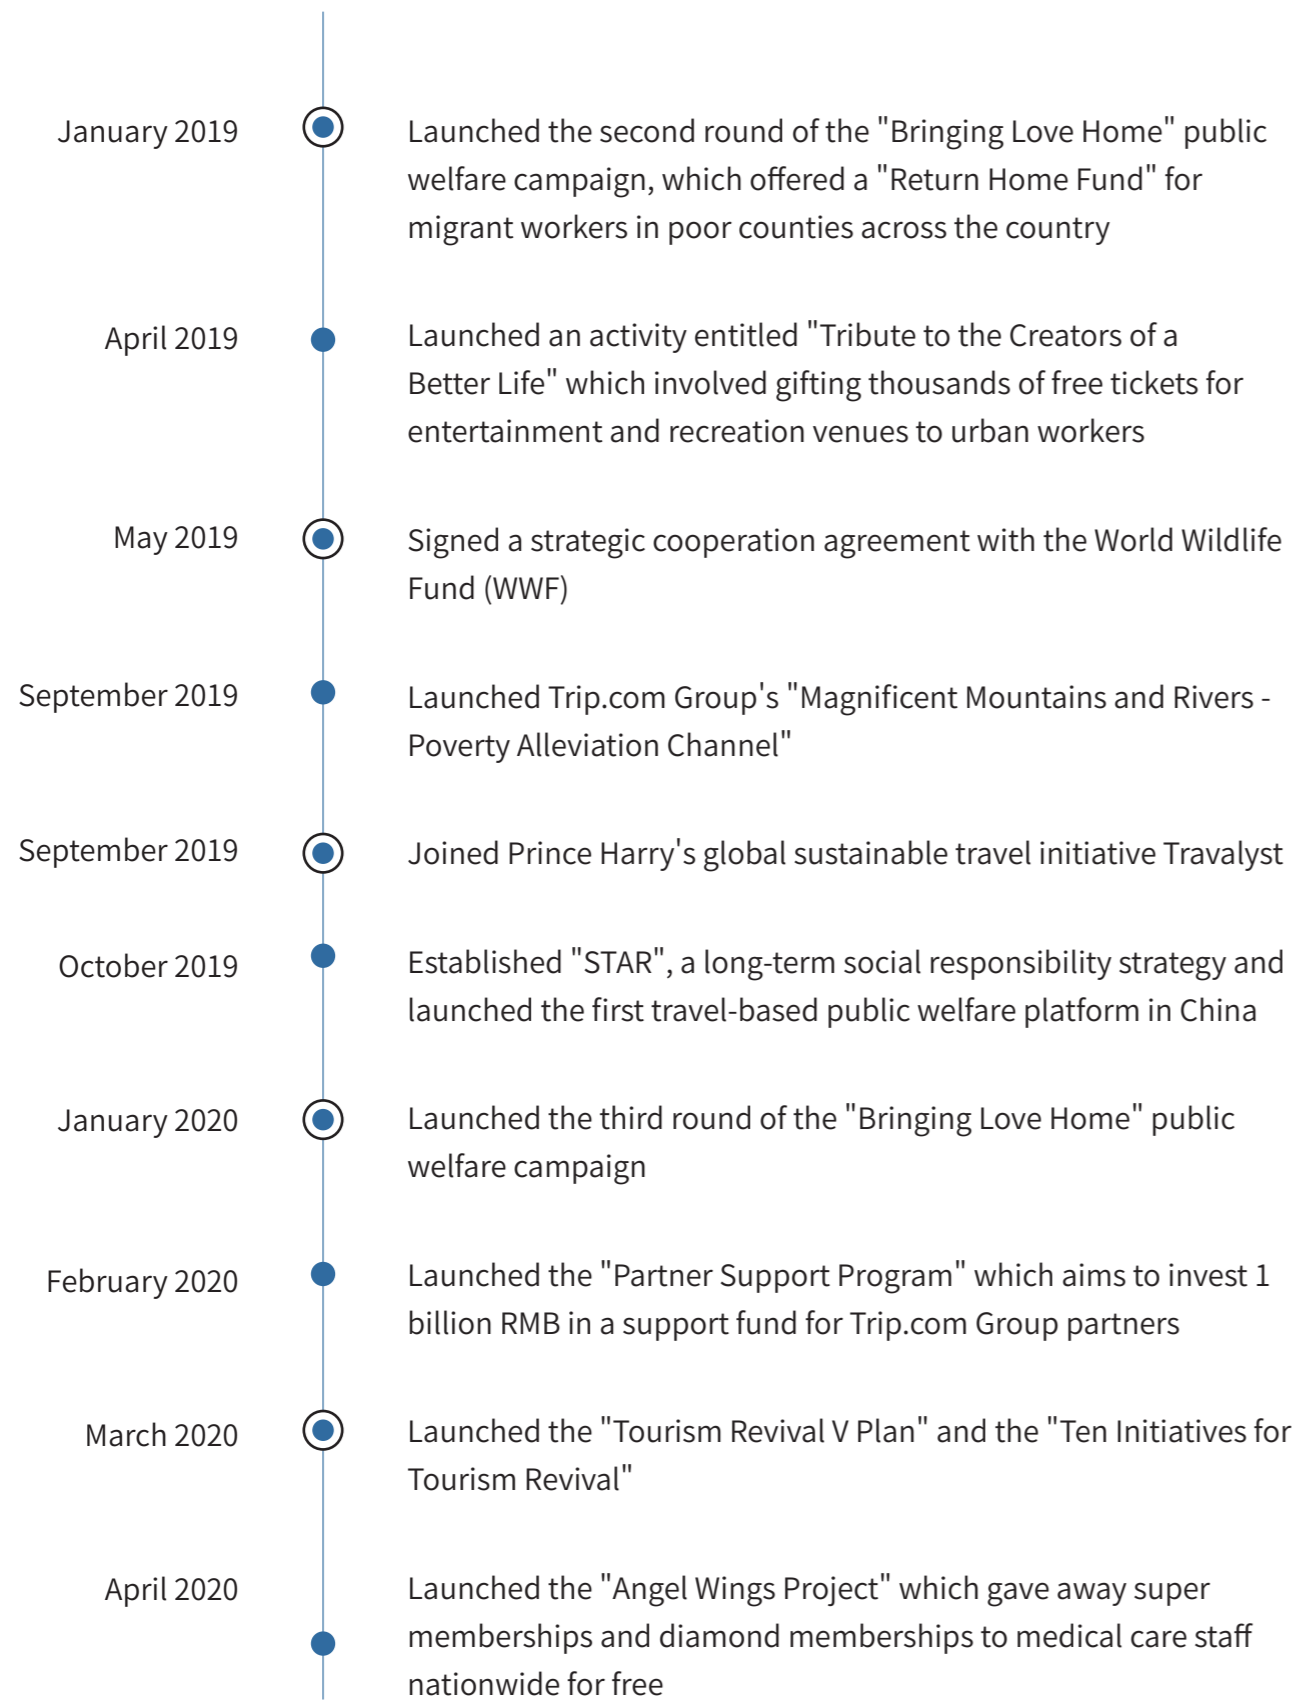 January 2019
Launched the second round of the "Bringing Love Home" public
welfare campaign, which offered a "Return Home Fund" for
migrant workers in poor counties across the country
April 2019
Launched an activity entitled "Tribute to the Creators of a
Better Life" which involved gifting thousands of free tickets for
entertainment and recreation venues to urban workers
May 2019
Signed a strategic cooperation agreement with the World Wildlife
Fund (WWF)
September 2019
Launched Trip.com Group's "Magnificent Mountains and Rivers -
Poverty Alleviation Channel"
September 2019
Joined Prince Harry's global sustainable travel initiative Travalyst
October 2019
Established "STAR", a long-term social responsibility strategy and
launched the first travel-based public welfare platform in China
January 2020
Launched the third round of the "Bringing Love Home" public
welfare campaign
February 2020
Launched the "Partner Support Program" which aims to invest 1
billion RMB in a support fund for Trip.com Group partners
March 2020
Launched the "Tourism Revival V Plan" and the "Ten Initiatives for
Tourism Revival"
April 2020
Launched the "Angel Wings Project" which gave away super
memberships and diamond memberships to medical care staff
nationwide for free